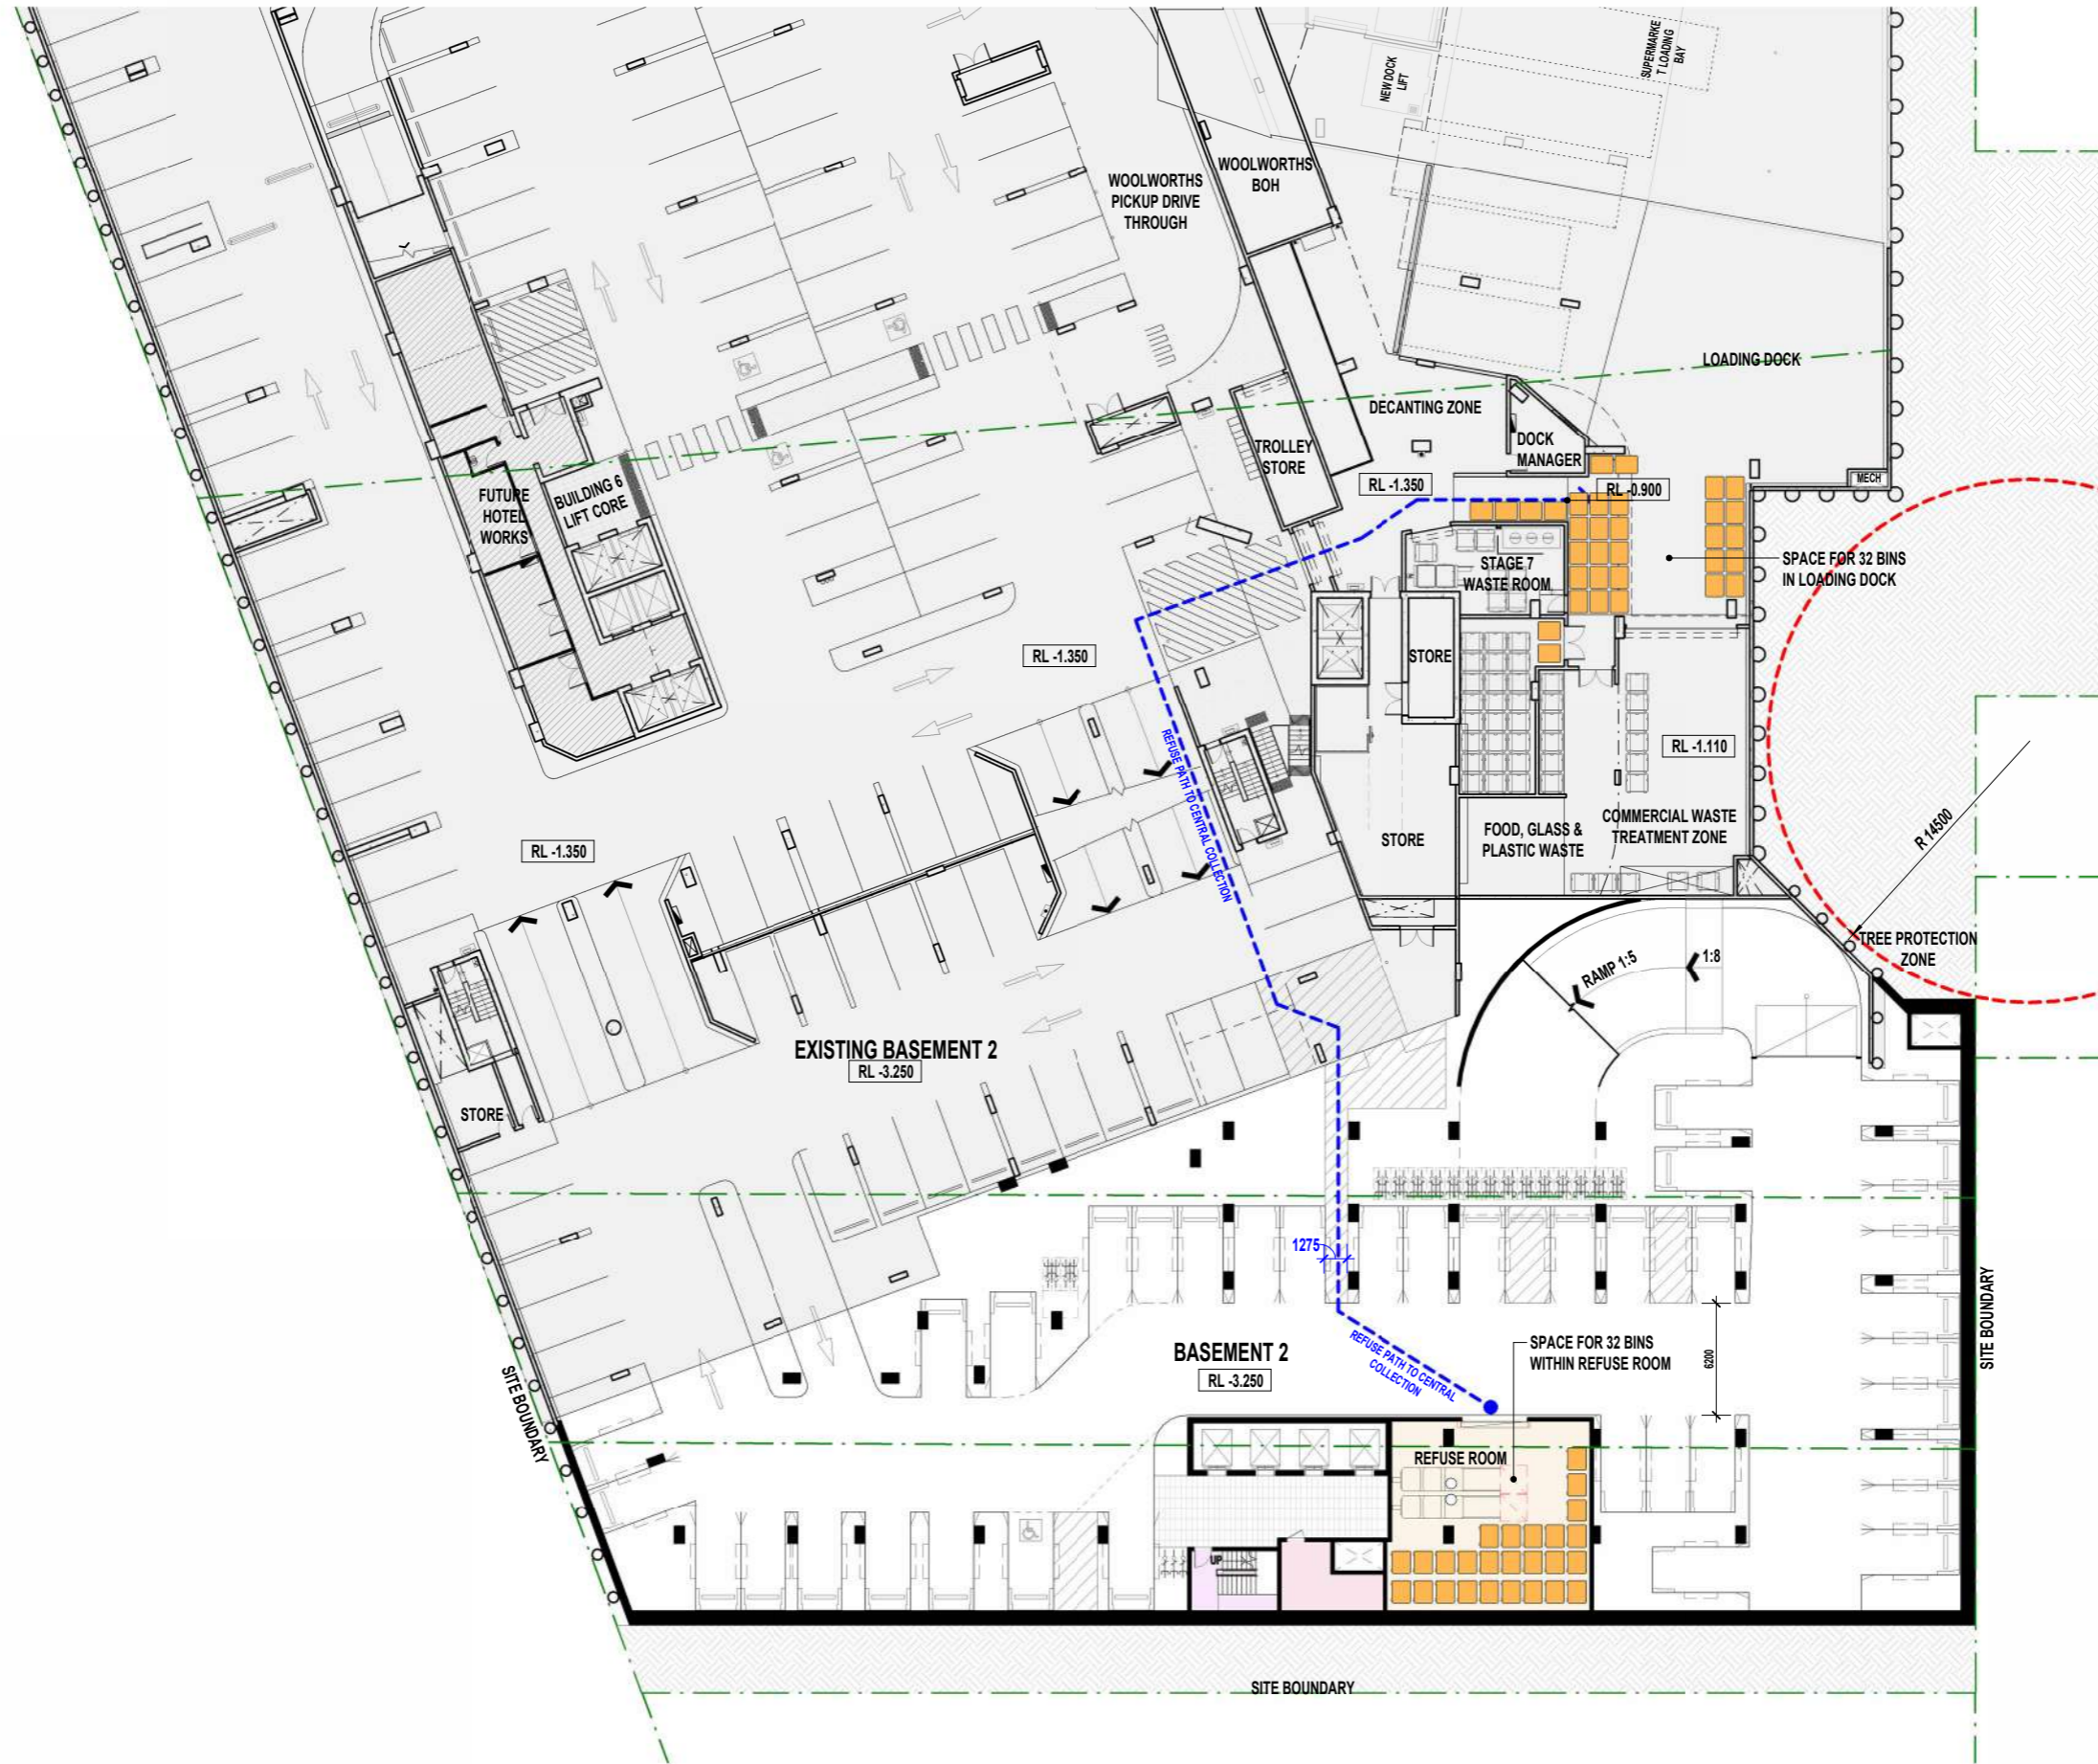 SUPERMARKE
T LOADING
BAY
NEW DOCK
LIFT
WOOLWORTHS
BOH
WOOLWORTHS
PICKUP DRIVE
THROUGH
LOADING DOCK
DECANTING ZONE
DOCK
MANAGER
TROLLEY
STORE
MECH
RL -1.350
RL -0.900
FUTURE
HOTEL
WORKS
BUILDING 6
LIFT CORE
SPACE FOR 32 BINS
IN LOADING DOCK
STAGE 7
WASTE ROOM
RL -1.350
STORE
RL -1.110
REFUSE PATH TO CENTRAL COLLECTION
R 14500
COMMERCIAL WASTE
TREATMENT ZONE
FOOD, GLASS &
PLASTIC WASTE
STORE
RL -1.350
TREE PROTECTION
ZONE
RAMP 1:5
1:8
EXISTING BASEMENT 2
RL -3.250
STORE
1275
SITE BOUNDARY
BASEMENT 2
RL -3.250
REFUSE PATH TO CENTRAL
COLLECTION
SPACE FOR 32 BINS
WITHIN REFUSE ROOM
6200
SITE BOUNDARY
REFUSE ROOM
UP
SITE BOUNDARY